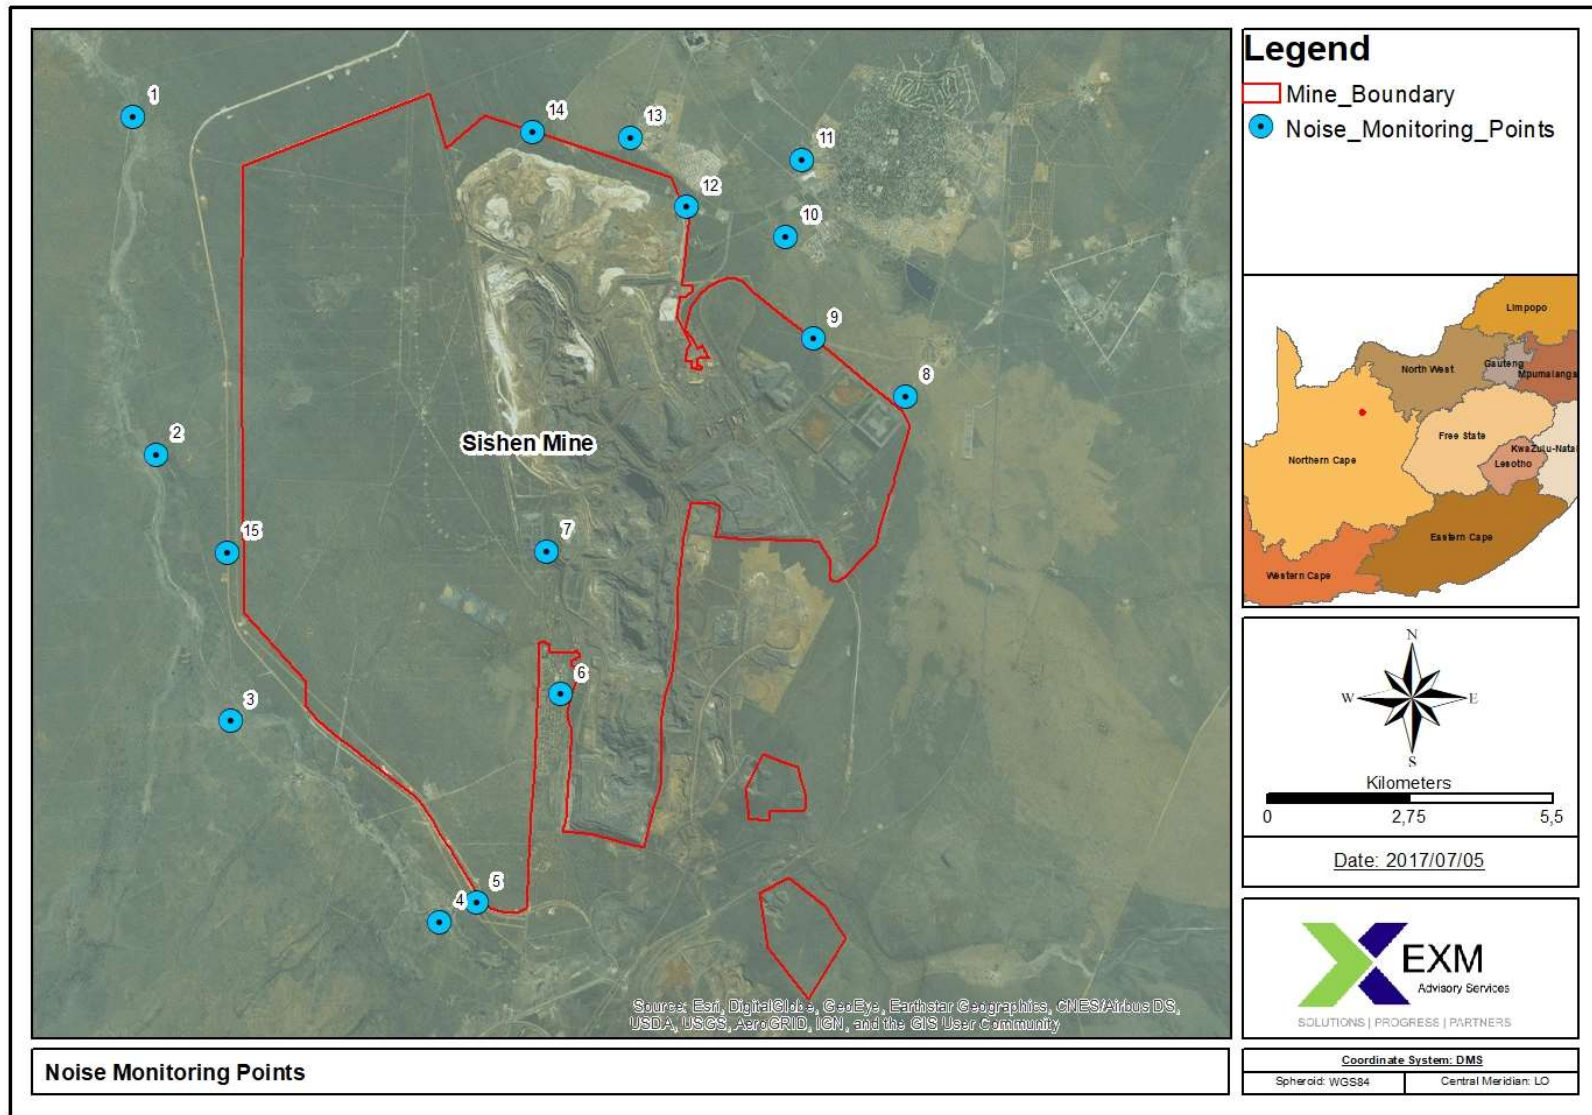 1
14
13
11
12
10
9
8
Sishen Mine
2
15
7
3
6
5
4
Source: Esri, DigitalGlobe, GeoEye, Earthstar Geographics, CNES/Airbus DS,
USDA, USGS, AeroGRID, IGN, and the GIS User Community
Noise Monitoring Points
Legend
Mine_Boundary
Noise_Monitoring_Points
Limpopo
North West
Gauteng
Mpumalanga
Free State
KwaZulu-Natal
Northern Cape
Lesotho
Eastern Cape
Western Cape
N
W
E
S
Kilometers
0 2,75 5,5
Date: 2017/07/05
EXM
Advisory Services
SOLUTIONS | PROGRESS | PARTNERS
Coordinate System: DMS
Spheroid: WGS84 Central Meridian: LO